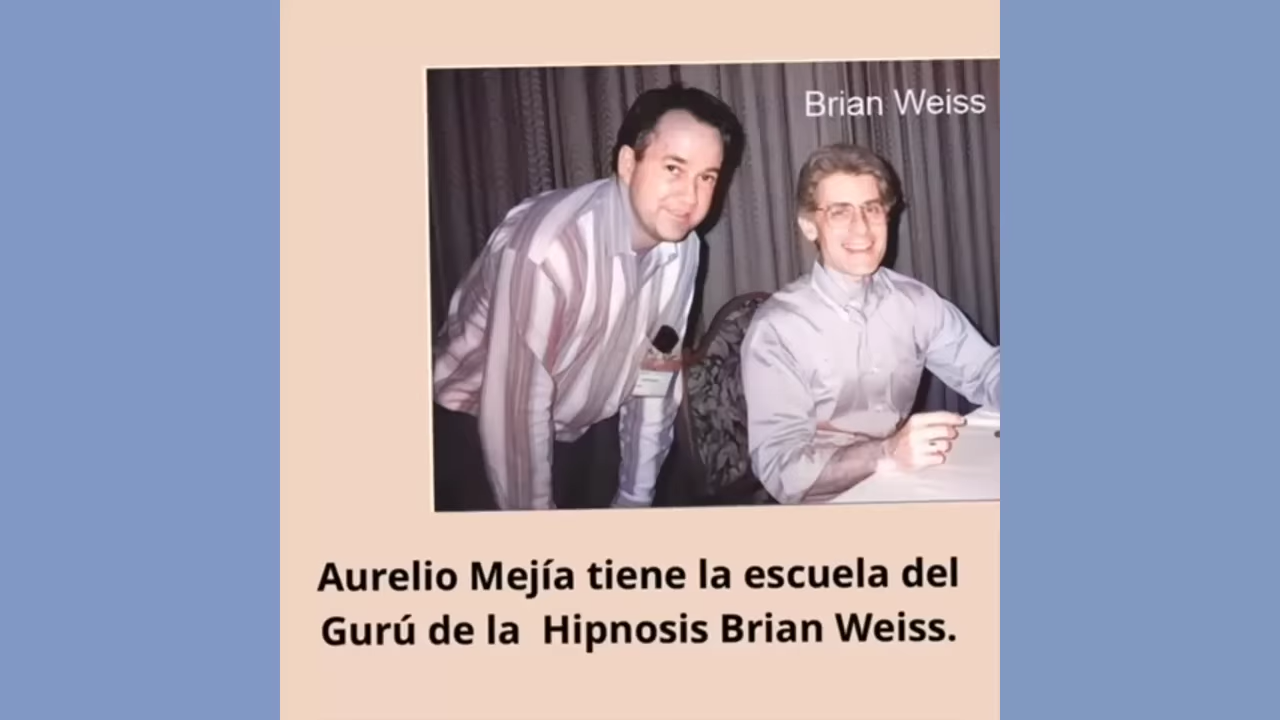 Brian Weiss
Aurelio Mejía tiene la escuela del
Gurú de la Hipnosis Brian Weiss.